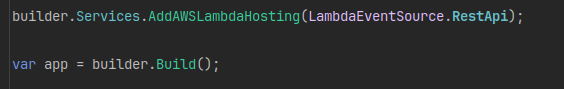 builder.Services.AddAWSLambdaHosting(LambdaEventSource.RestApi);
var app = builder.Build();